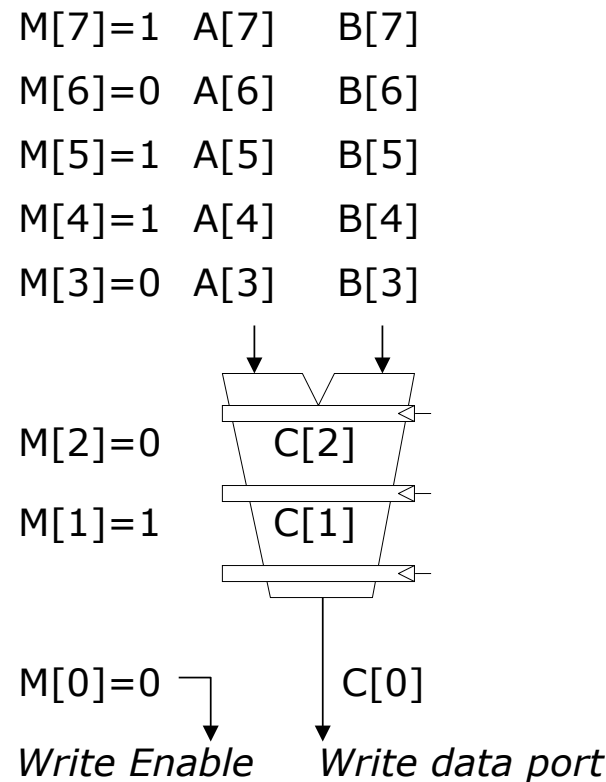 M[7]=1 A[7] B[7]
M[6]=0 A[6] B[6]
M[5]=1 A[5] B[5]
M[4]=1 A[4] B[4]
M[3]=0 A[3] B[3]
M[2]=0 C[2]
M[1]=1 C[1]
M[0]=0 C[0]
Write Enable Write data port